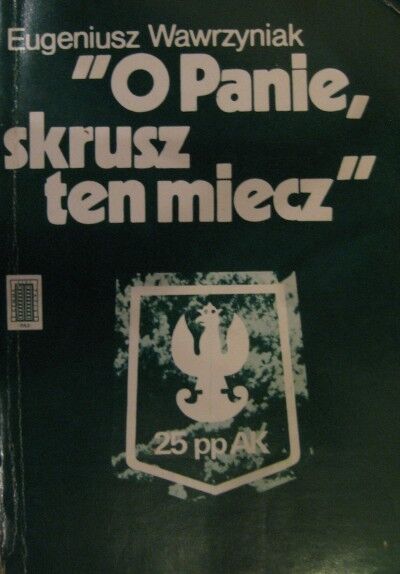 Eugeniusz Wawrzyniak
"O Panie,
skrusz
ten miecz"
25 pp AK